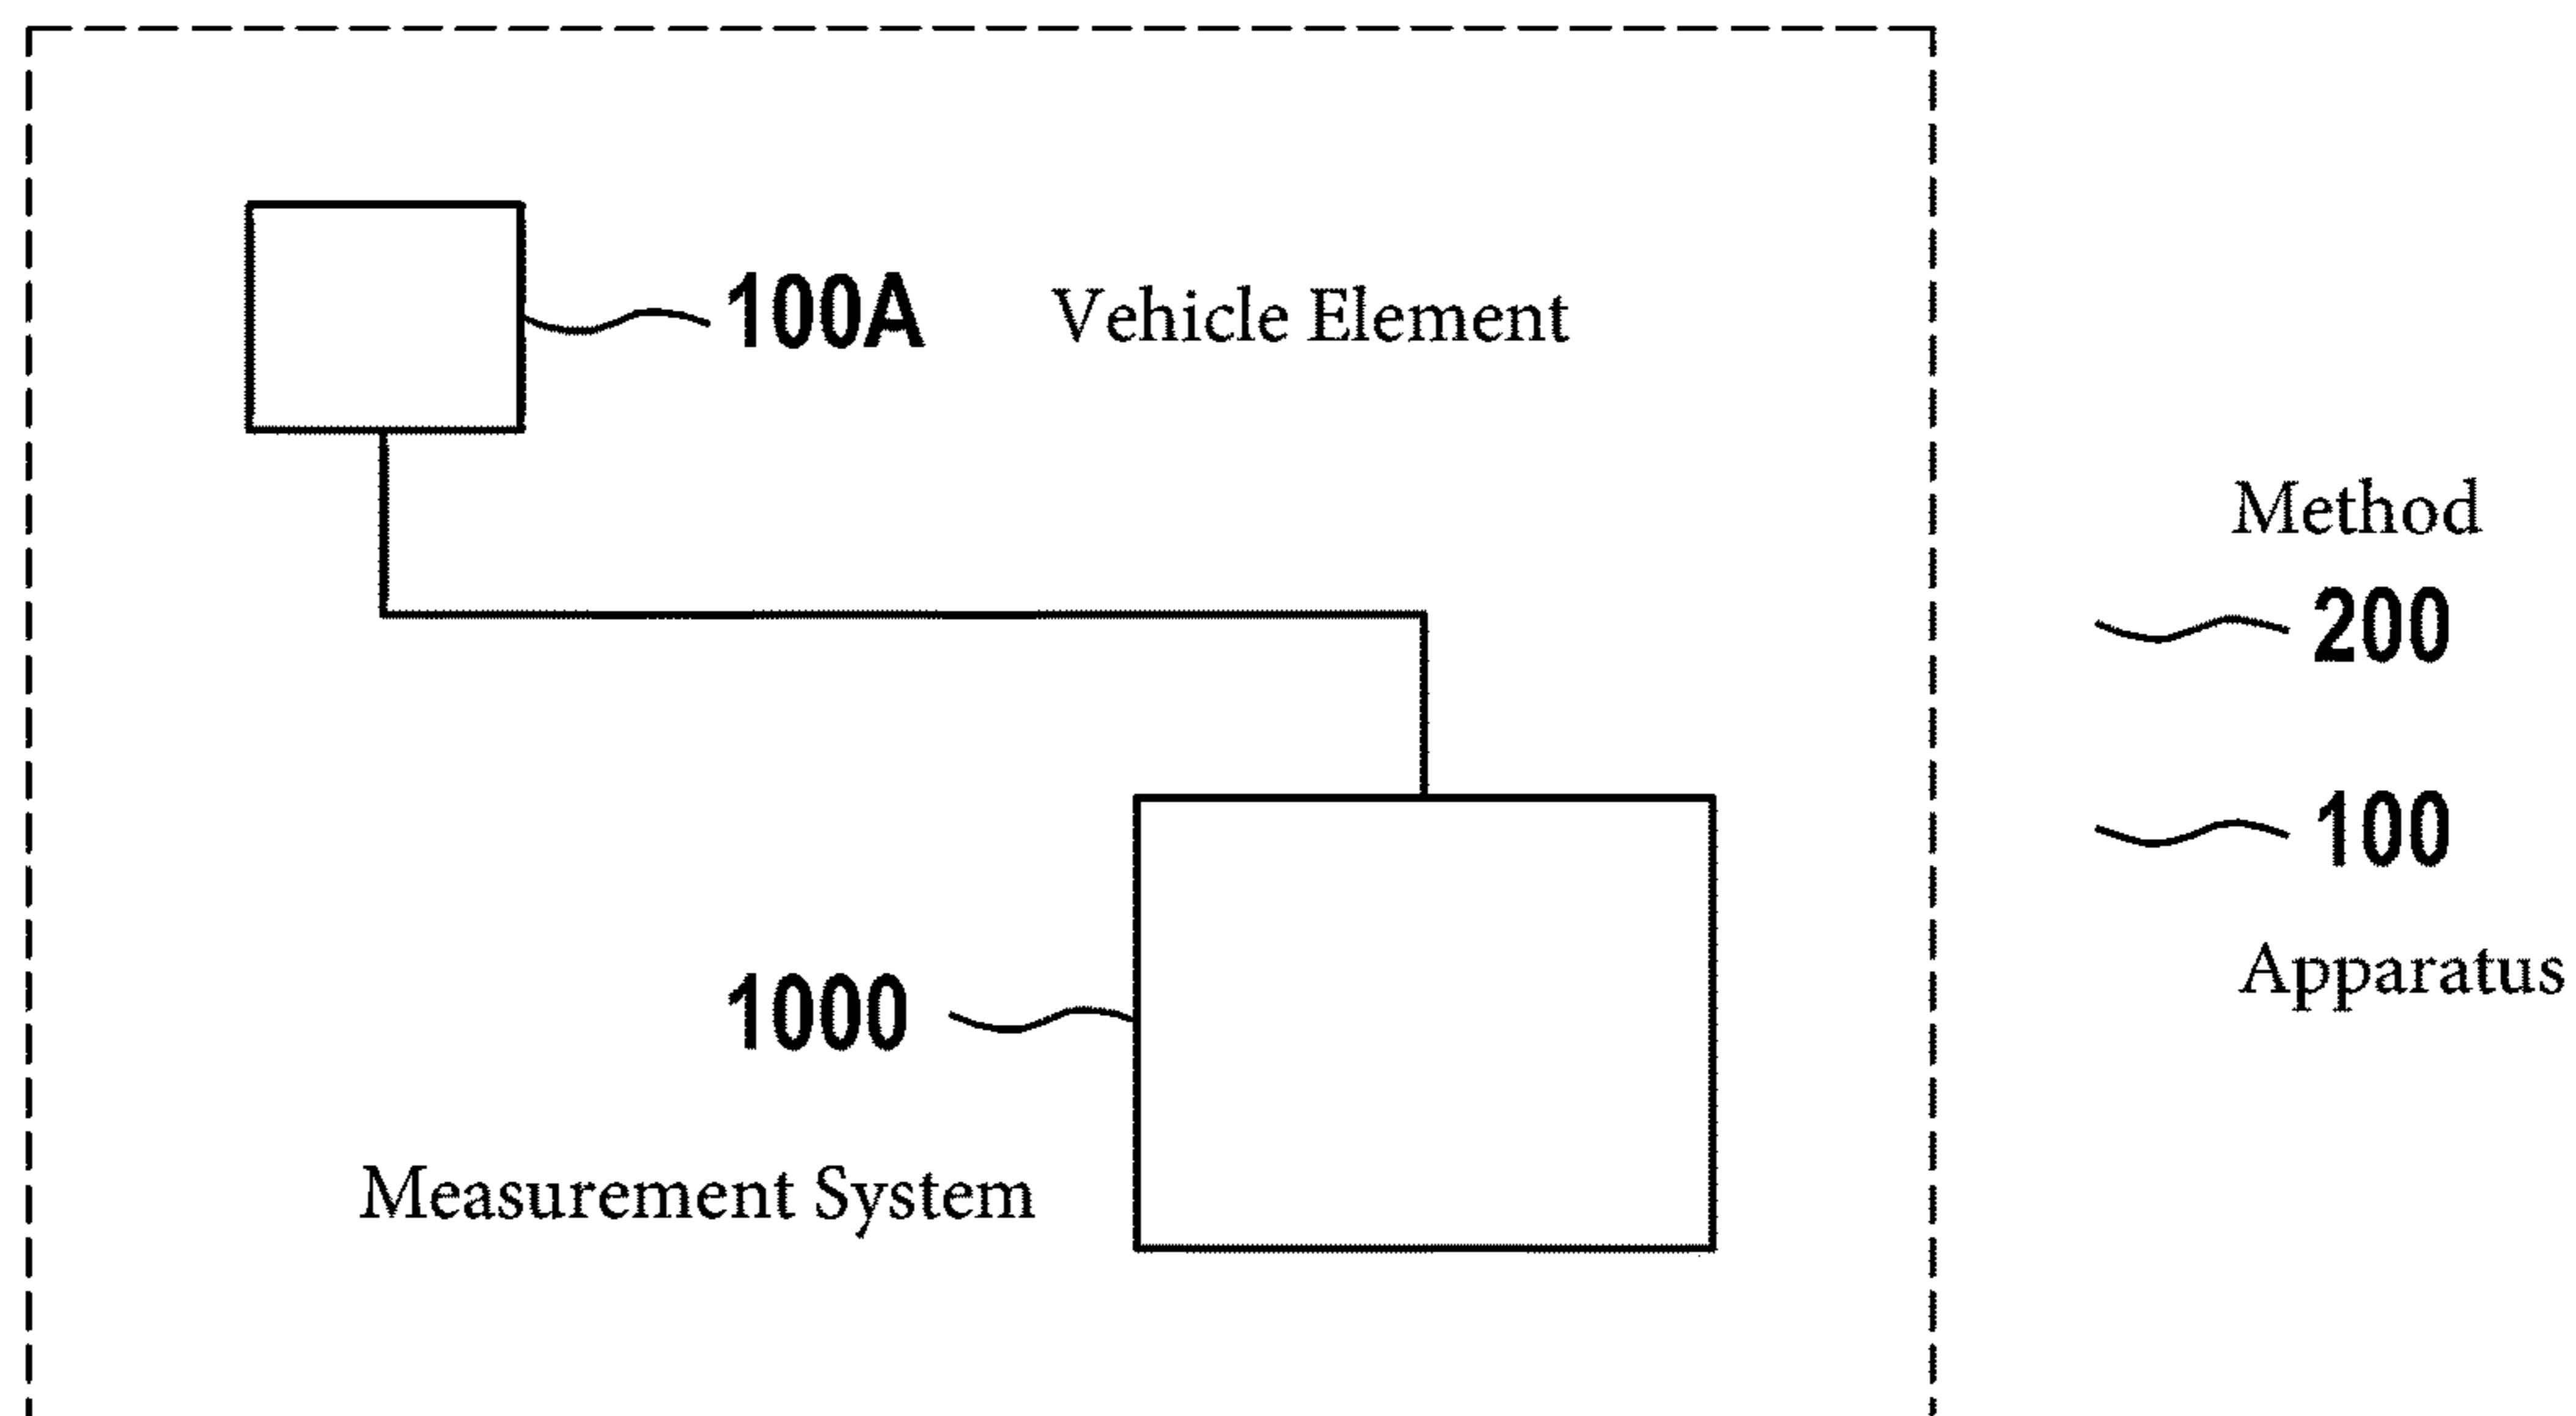 100A Vehicle Element
Method
200
100
Apparatus
1000
Measurement System